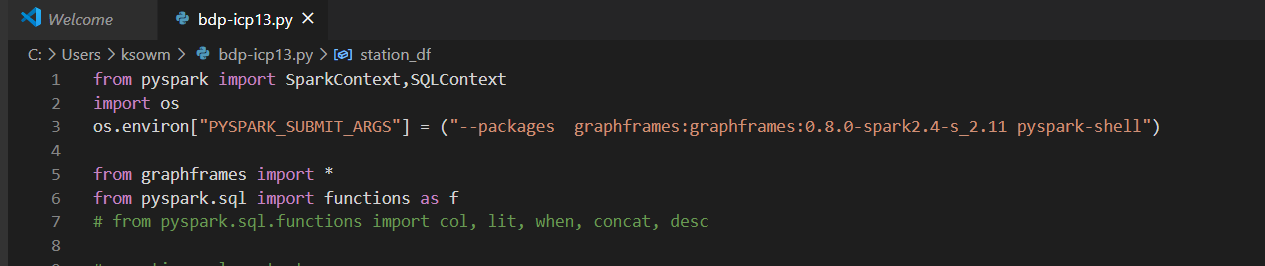 Welcome
bdp-icp13.py
C: > Users > ksowm > bdp-icp13.py > station_df
1 from pyspark import SparkContext,SQLContext
2 import os
3 os.environ["PYSPARK_SUBMIT_ARGS"] = ("--packages  graphframes:graphframes:0.8.0-spark2.4-s_2.11 pyspark-shell")
4
5 from graphframes import *
6 from pyspark.sql import functions as f
7 # from pyspark.sql.functions import col, lit, when, concat, desc
8